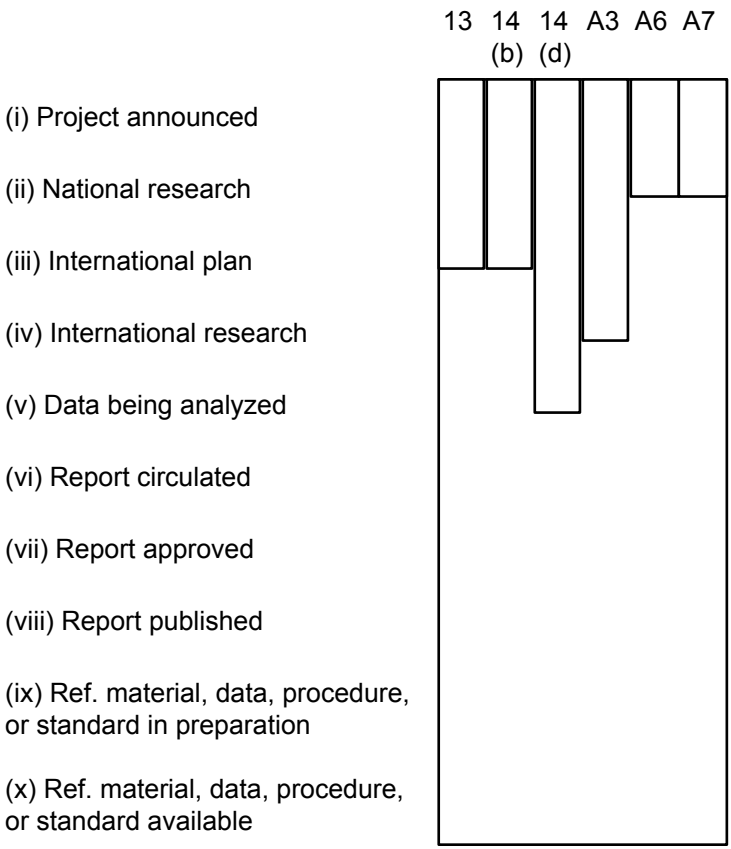 13 14 14 A3 A6 A7
(b) (d)
(i) Project announced
(ii) National research
(iii) International plan
(iv) International research
(v) Data being analyzed
(vi) Report circulated
(vii) Report approved
(viii) Report published
(ix) Ref. material, data, procedure,
or standard in preparation
(x) Ref. material, data, procedure,
or standard available